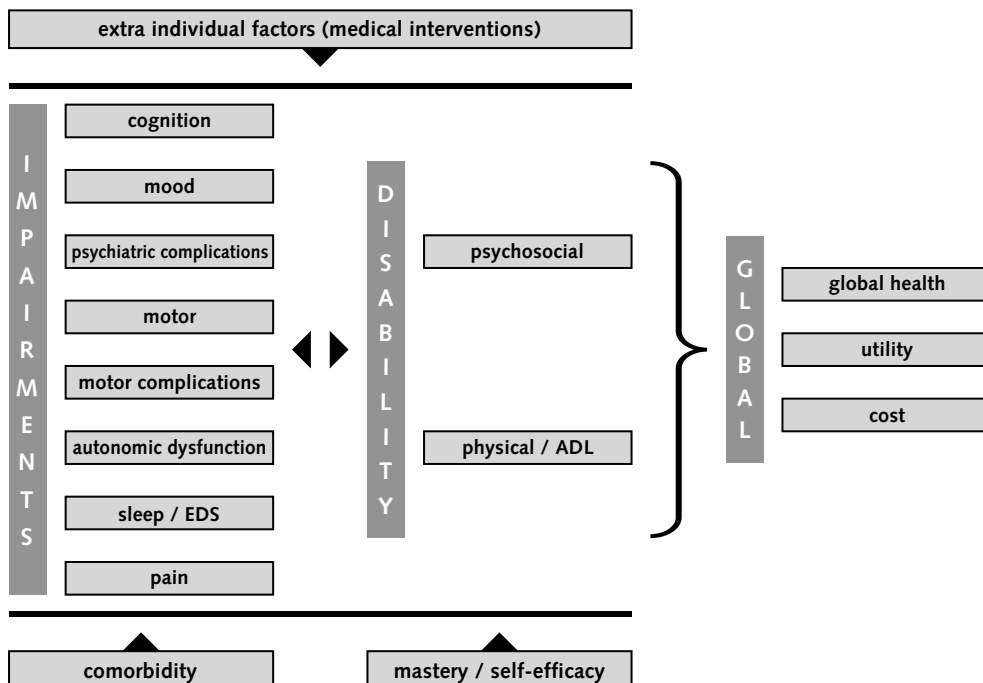 extra individual factors (medical interventions)
IMPAIRMENTS
cognition
mood
psychiatric complications
motor
motor complications
autonomic dysfunction
sleep / EDS
pain
DISABILITY
psychosocial
physical / ADL
GLOBAL
global health
utility
cost
comorbidity
mastery / self-efficacy